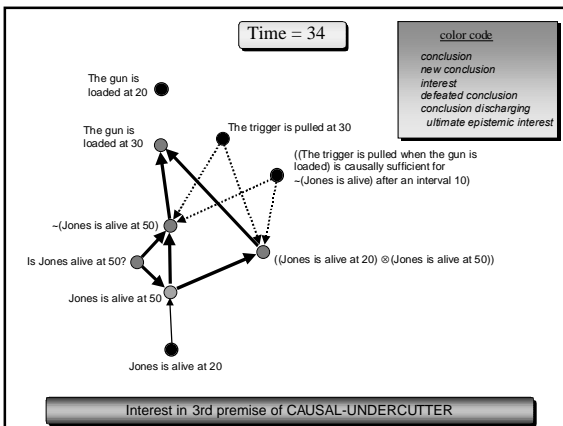 Time = 34
color code
conclusion
new conclusion
interest
defeated conclusion
conclusion discharging
ultimate epistemic interest
The gun is
loaded at 20
The gun is
loaded at 30
The trigger is pulled at 30
((The trigger is pulled when the gun is
loaded) is causally sufficient for
~(Jones is alive) after an interval 10)
~(Jones is alive at 50)
Is Jones alive at 50?
((Jones is alive at 20) ⊗(Jones is alive at 50))
Jones is alive at 50
Jones is alive at 20
Interest in 3rd premise of CAUSAL-UNDERCUTTER